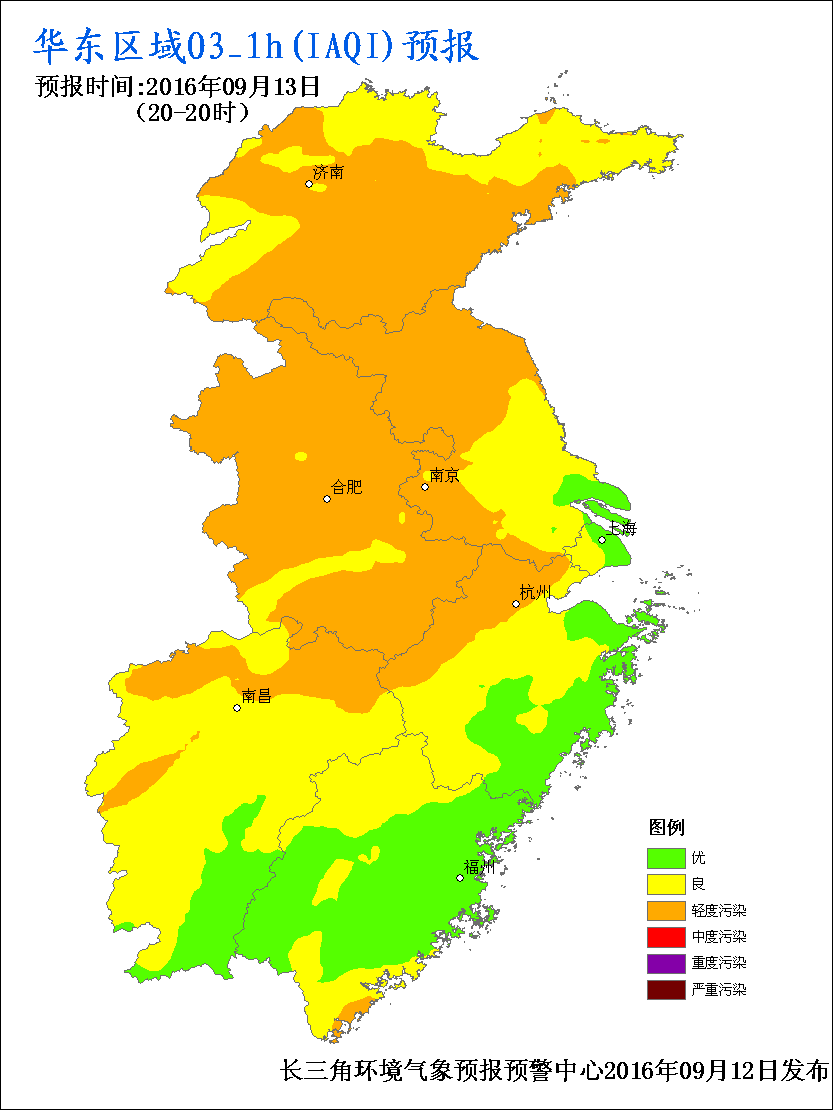 华东区域O3_1h(IAQI)预报
预报时间:2016年09月13日
（20-20时）
济南
南京
合肥
上海
杭州
南昌
福州
图例
优
良
轻度污染
中度污染
重度污染
严重污染
长三角环境气象预报预警中心2016年09月12日发布